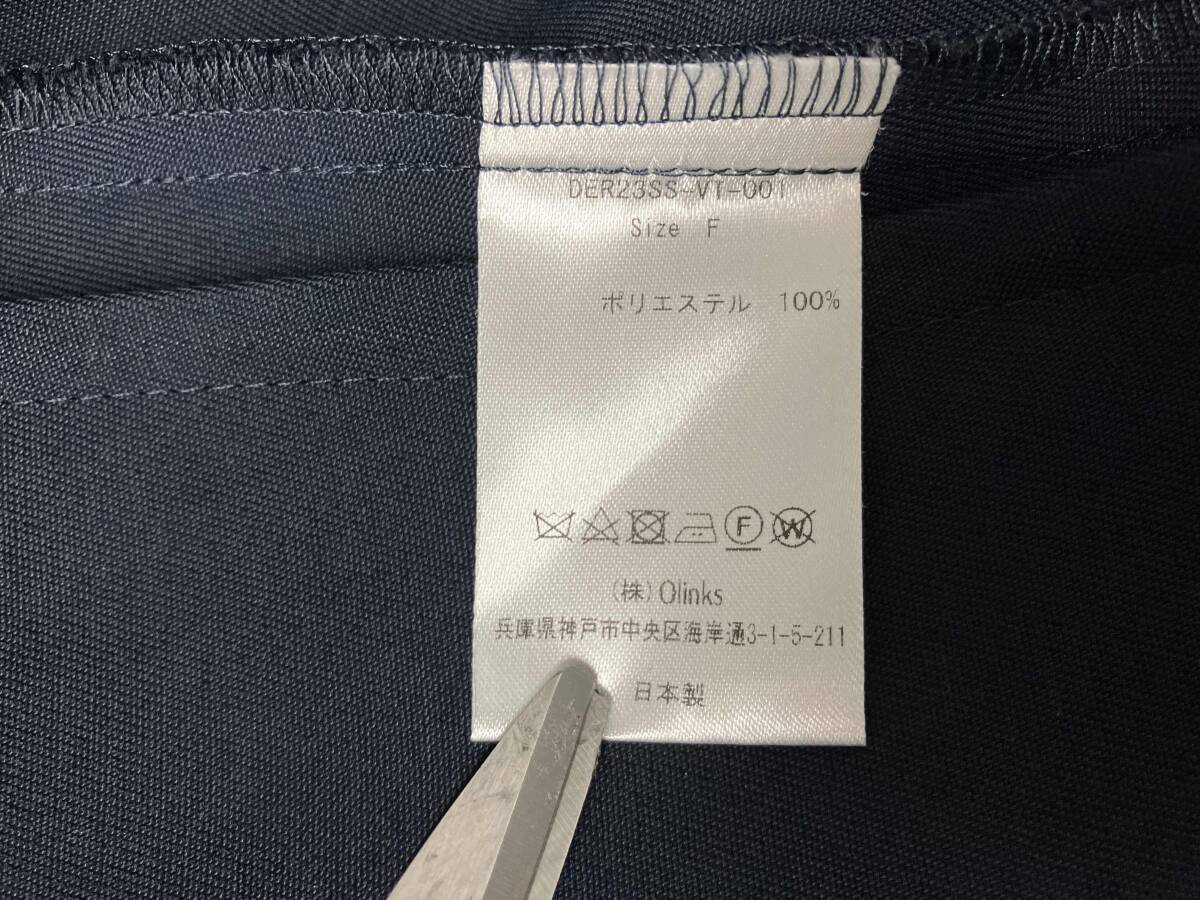 DER23SS-VT-001
Size F
ポリエステル 100%
F W
(株)Olinks
兵庫県神戸市中央区海岸通3-1-5-211
日本製